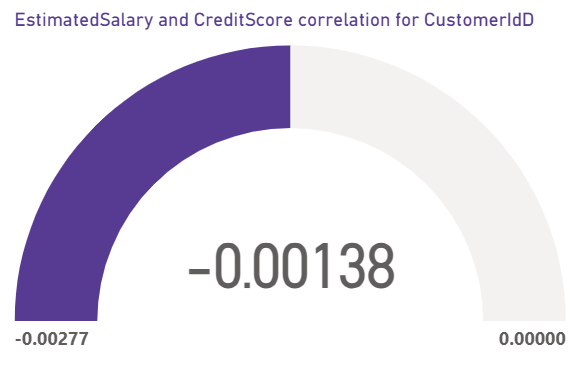 EstimatedSalary and CreditScore correlation for CustomerIdD
-0.00138
-0.00277
0.00000